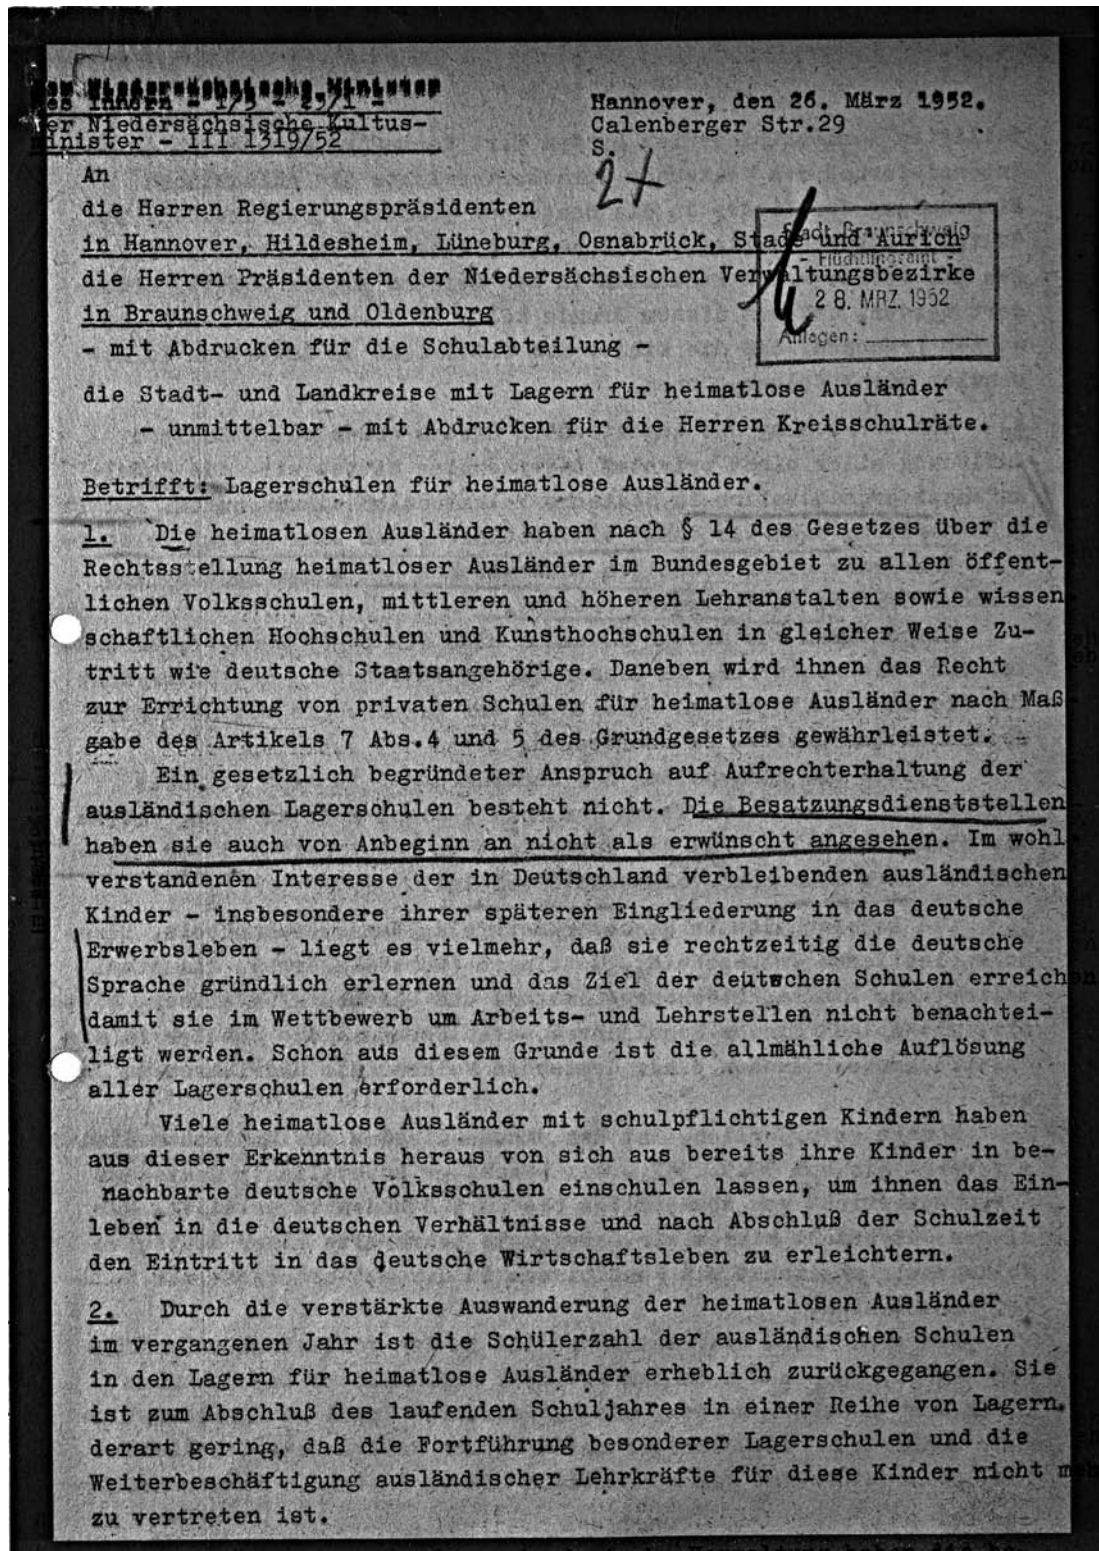 Der Niedersächsische Minister
des Innern - I/5 - 2571 -
Der Niedersächsische Kultus-
minister - III 1319/52
Hannover, den 26. März 1952.
Calenberger Str.29
S.
2+
An
die Herren Regierungspräsidenten
in Hannover, Hildesheim, Lüneburg, Osnabrück, Stade und Aurich
die Herren Präsidenten der Niedersächsischen Verwaltungsbezirke
in Braunschweig und Oldenburg
- mit Abdrucken für die Schulabteilung -
Stadt Braunschweig
- Flüchtlingsamt -
28. MRZ. 1952
Anlagen:
die Stadt- und Landkreise mit Lagern für heimatlose Ausländer
- unmittelbar - mit Abdrucken für die Herren Kreisschulräte.
Betrifft: Lagerschulen für heimatlose Ausländer.
1. Die heimatlosen Ausländer haben nach § 14 des Gesetzes über die
Rechtsstellung heimatloser Ausländer im Bundesgebiet zu allen öffent-
lichen Volksschulen, mittleren und höheren Lehranstalten sowie wissen-
schaftlichen Hochschulen und Kunsthochschulen in gleicher Weise Zu-
tritt wie deutsche Staatsangehörige. Daneben wird ihnen das Recht
zur Errichtung von privaten Schulen für heimatlose Ausländer nach Maß-
gabe des Artikels 7 Abs.4 und 5 des Grundgesetzes gewährleistet.
Ein gesetzlich begründeter Anspruch auf Aufrechterhaltung der
ausländischen Lagerschulen besteht nicht. Die Besatzungsdienststellen
haben sie auch von Anbeginn an nicht als erwünscht angesehen. Im wohl-
verstandenen Interesse der in Deutschland verbleibenden ausländischen
Kinder - insbesondere ihrer späteren Eingliederung in das deutsche
Erwerbsleben - liegt es vielmehr, daß sie rechtzeitig die deutsche
Sprache gründlich erlernen und das Ziel der deutschen Schulen erreichen
damit sie im Wettbewerb um Arbeits- und Lehrstellen nicht benachtei-
ligt werden. Schon aus diesem Grunde ist die allmähliche Auflösung
aller Lagerschulen erforderlich.
Viele heimatlose Ausländer mit schulpflichtigen Kindern haben
aus dieser Erkenntnis heraus von sich aus bereits ihre Kinder in be-
nachbarte deutsche Volksschulen einschulen lassen, um ihnen das Ein-
leben in die deutschen Verhältnisse und nach Abschluß der Schulzeit
den Eintritt in das deutsche Wirtschaftsleben zu erleichtern.
2. Durch die verstärkte Auswanderung der heimatlosen Ausländer
im vergangenen Jahr ist die Schülerzahl der ausländischen Schulen
in den Lagern für heimatlose Ausländer erheblich zurückgegangen. Sie
ist zum Abschluß des laufenden Schuljahres in einer Reihe von Lagern
derart gering, daß die Fortführung besonderer Lagerschulen und die
Weiterbeschäftigung ausländischer Lehrkräfte für diese Kinder nicht meh
zu vertreten ist.